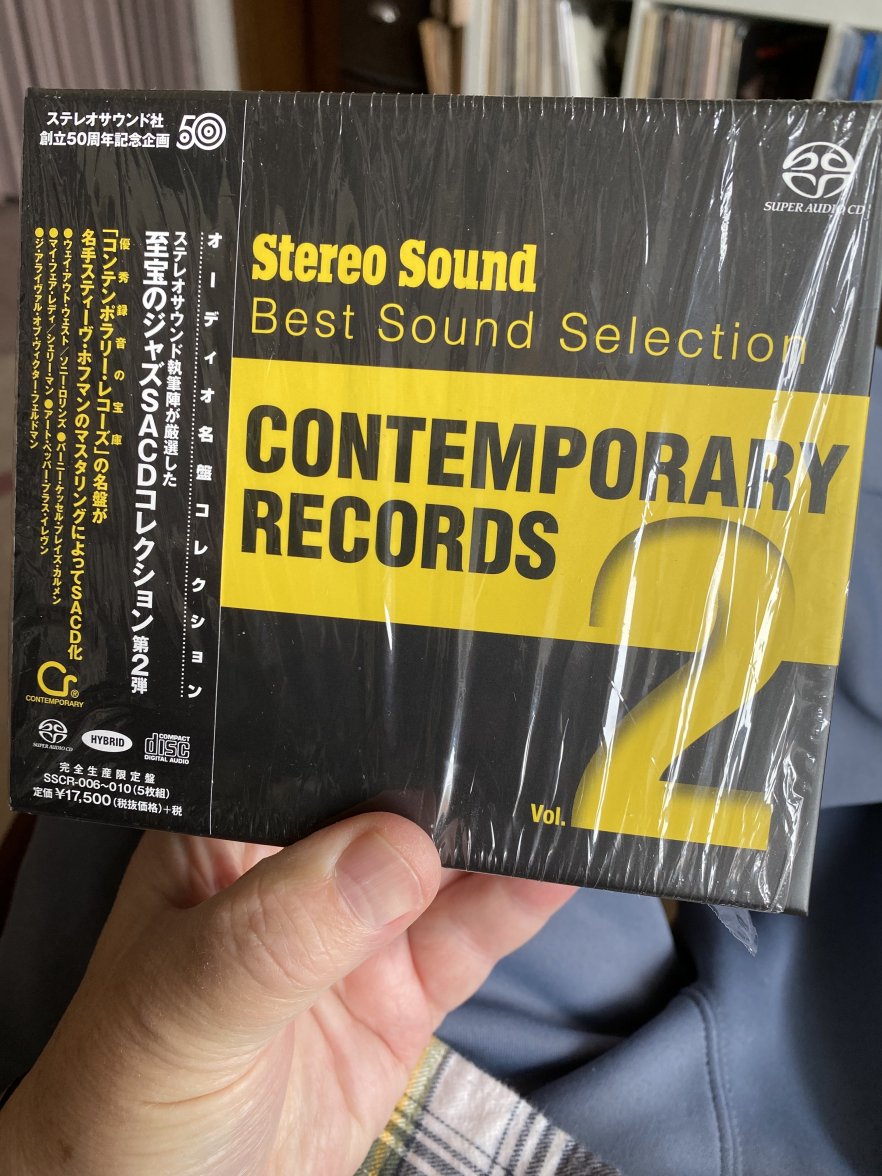 ステレオサウンド社
創立50周年記念企画
50
オーディオ名盤コレクション
ステレオサウンド執筆陣が厳選した
至宝のジャズSACDコレクション 第2弾
優秀録音の宝庫
「コンテンポラリー・レコーズ」の名盤が
名手スティーヴ・ホフマンのマスタリングによってSACD化
●ウェイ・アウト・ウェスト/ソニー・ロリンズ ●バーニー・ケッセル・プレイズ・カルメン
●マイ・フェア・レディ/シェリー・マン ●アート・ペッパー・プラス・イレヴン
●ジ・アライヴァル・オブ・ヴィクター・フェルドマン
Cr®
CONTEMPORARY
SUPER AUDIO CD
HYBRID
COMPACT
disc
DIGITAL AUDIO
完全生産限定盤
SSCR-006〜010(5枚組)
定価 ¥17,500(税抜価格)+税
SUPER AUDIO CD
Stereo Sound
Best Sound Selection
CONTEMPORARY
RECORDS
Vol. 2